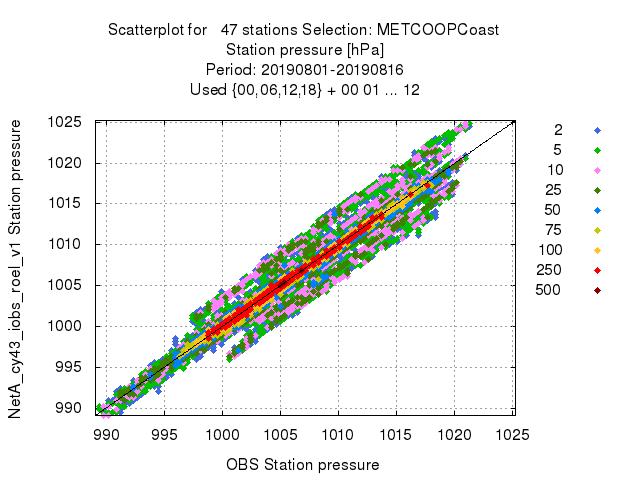 Scatterplot for   47 stations Selection: METCOOPCoast
Station pressure [hPa]
Period: 20190801-20190816
Used {00,06,12,18} + 00 01 ... 12
NetA_cy43_iobs_roel_v1 Station pressure
1025
1020
1015
1010
1005
1000
995
990
990 995 1000 1005 1010 1015 1020 1025
OBS Station pressure
2
5
10
25
50
75
100
250
500